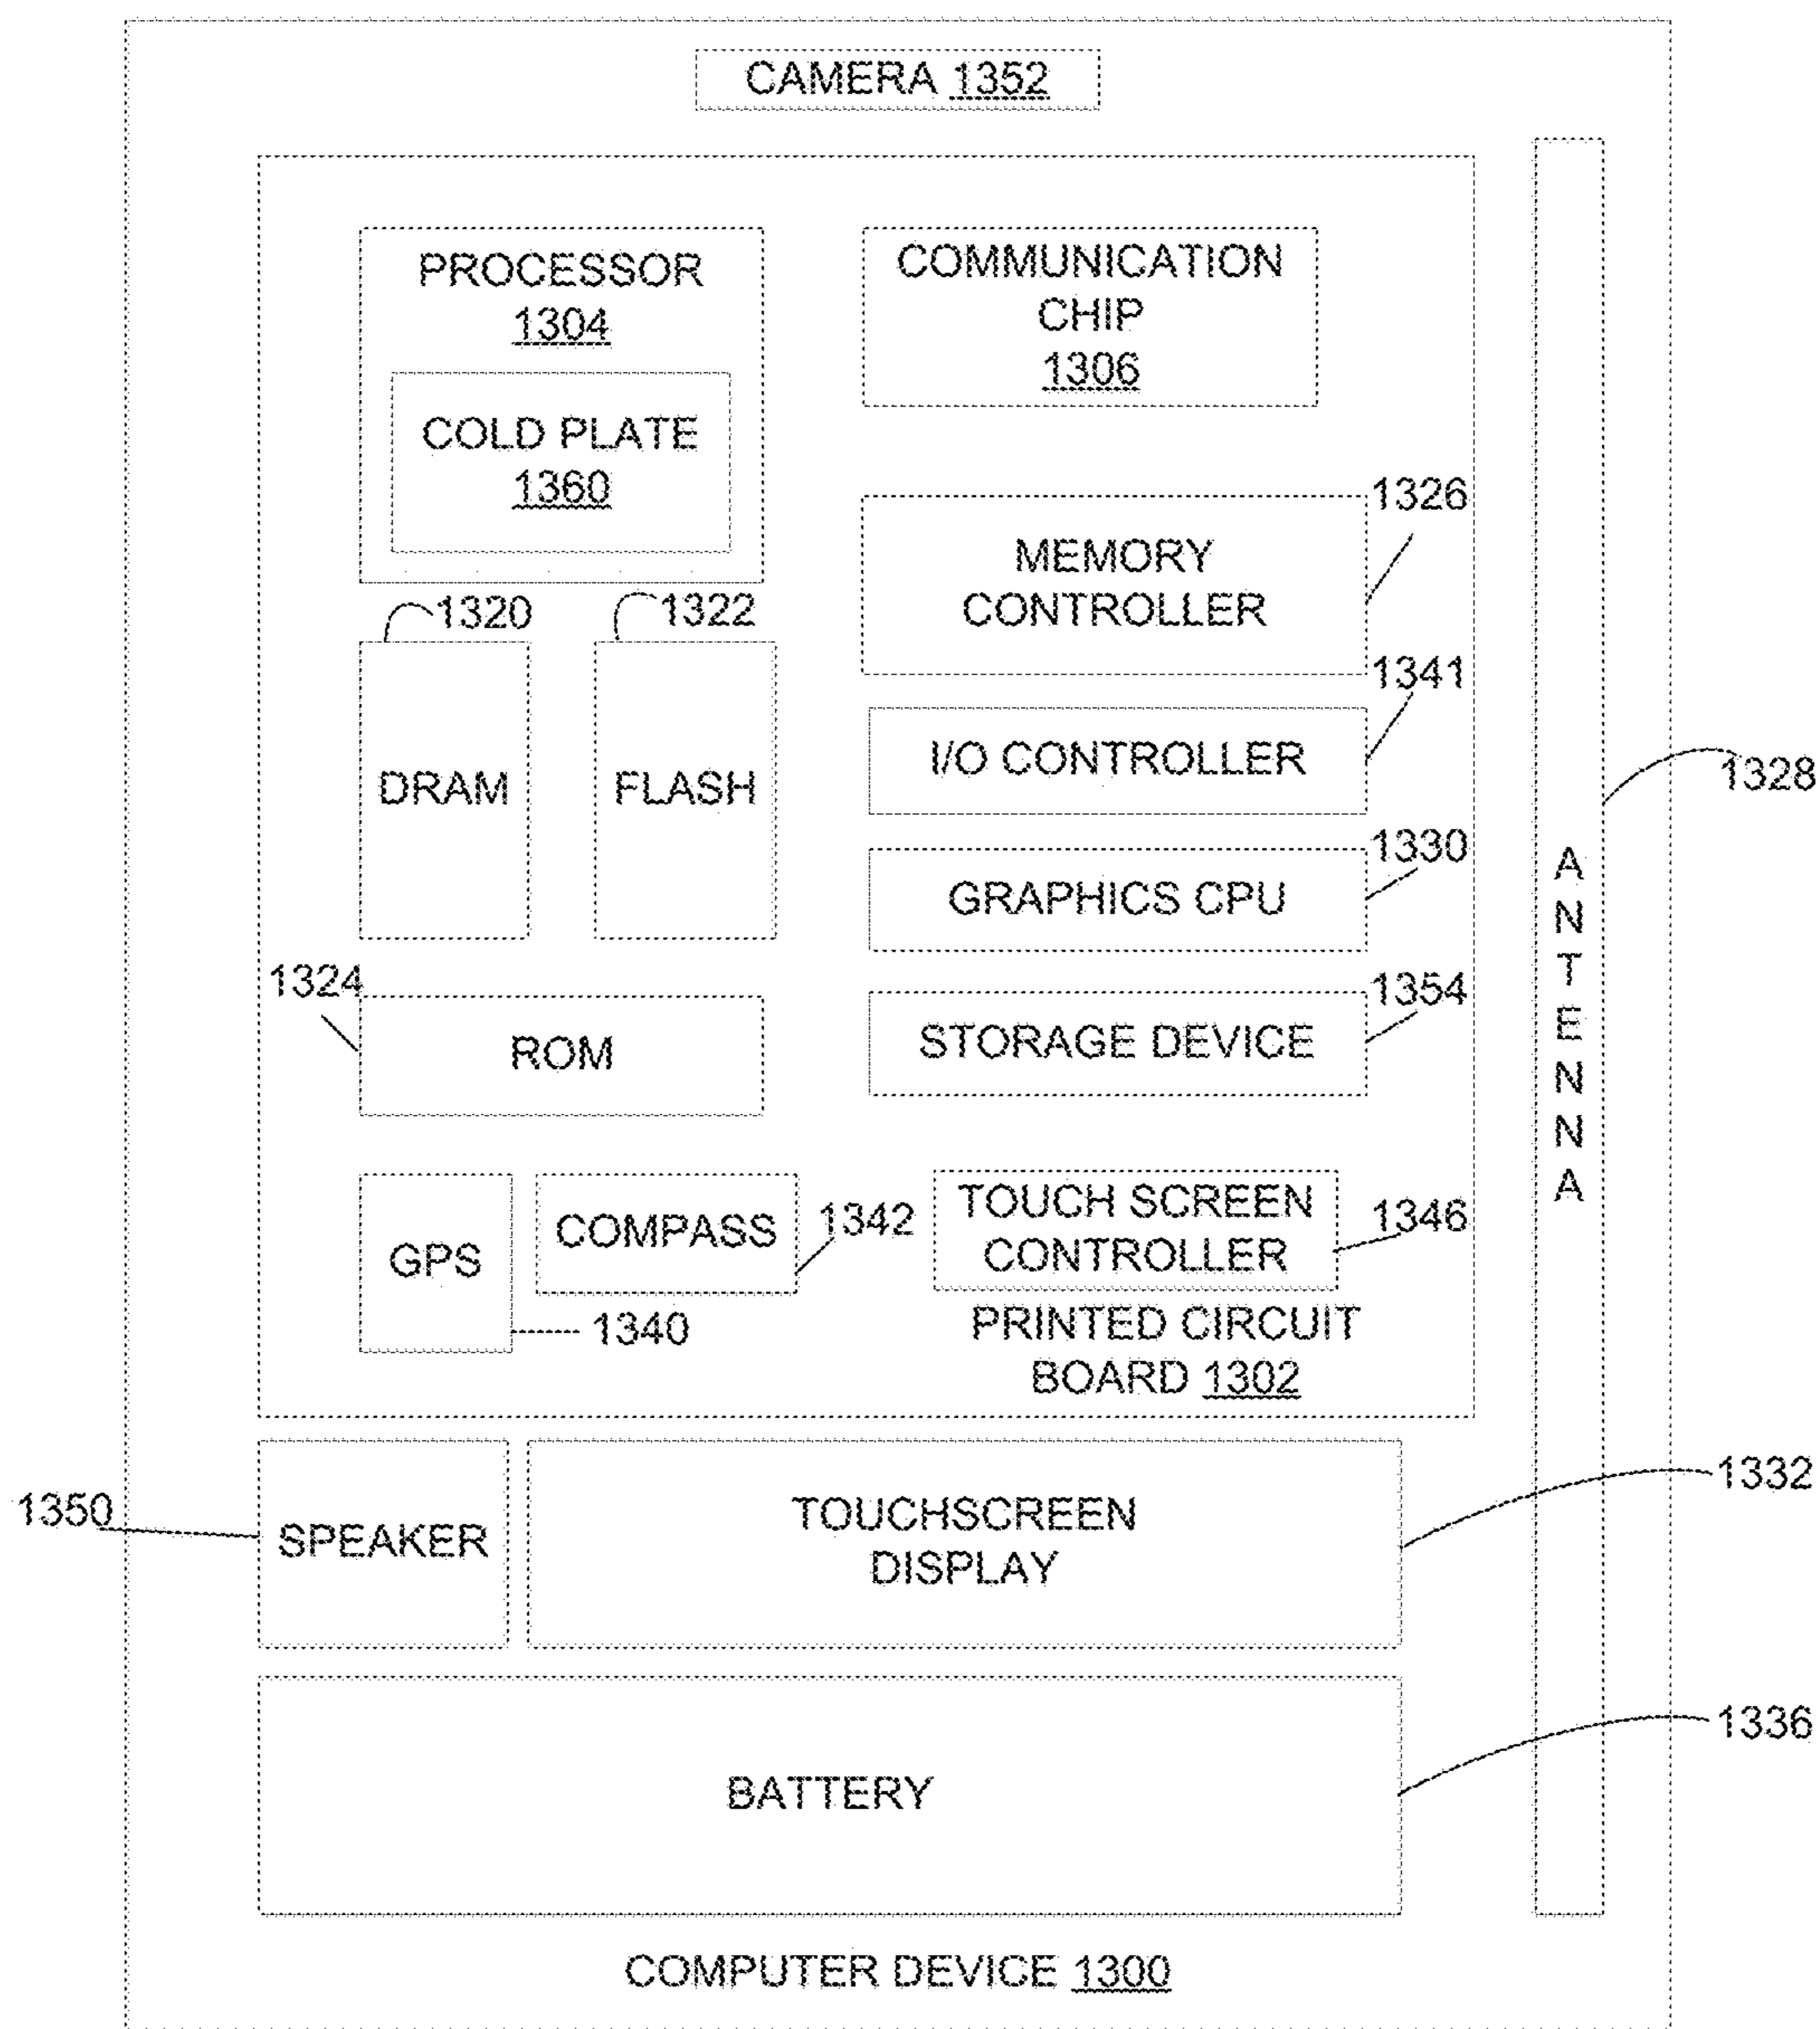 CAMERA 1352
PROCESSOR
1304
COLD PLATE
1360
COMMUNICATION
CHIP
1306
1326
MEMORY
CONTROLLER
1320
1322
DRAM
FLASH
1341
I/O CONTROLLER
1328
1330
GRAPHICS CPU
ANTENNA
1324
ROM
1354
STORAGE DEVICE
GPS
1340
COMPASS
1342
TOUCH SCREEN
CONTROLLER
1346
PRINTED CIRCUIT
BOARD 1302
1350
SPEAKER
TOUCHSCREEN
DISPLAY
1332
BATTERY
1336
COMPUTER DEVICE 1300